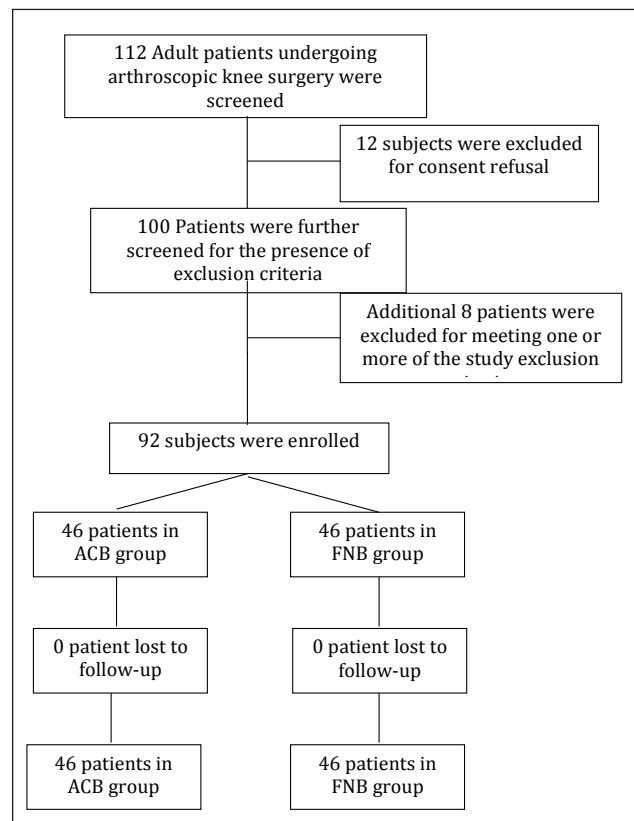 112 Adult patients undergoing
arthroscopic knee surgery were
screened
12 subjects were excluded
for consent refusal
100 Patients were further
screened for the presence of
exclusion criteria
Additional 8 patients were
excluded for meeting one or
more of the study exclusion
92 subjects were enrolled
46 patients in
ACB group
46 patients in
FNB group
0 patient lost to
follow-up
0 patient lost to
follow-up
46 patients in
ACB group
46 patients in
FNB group